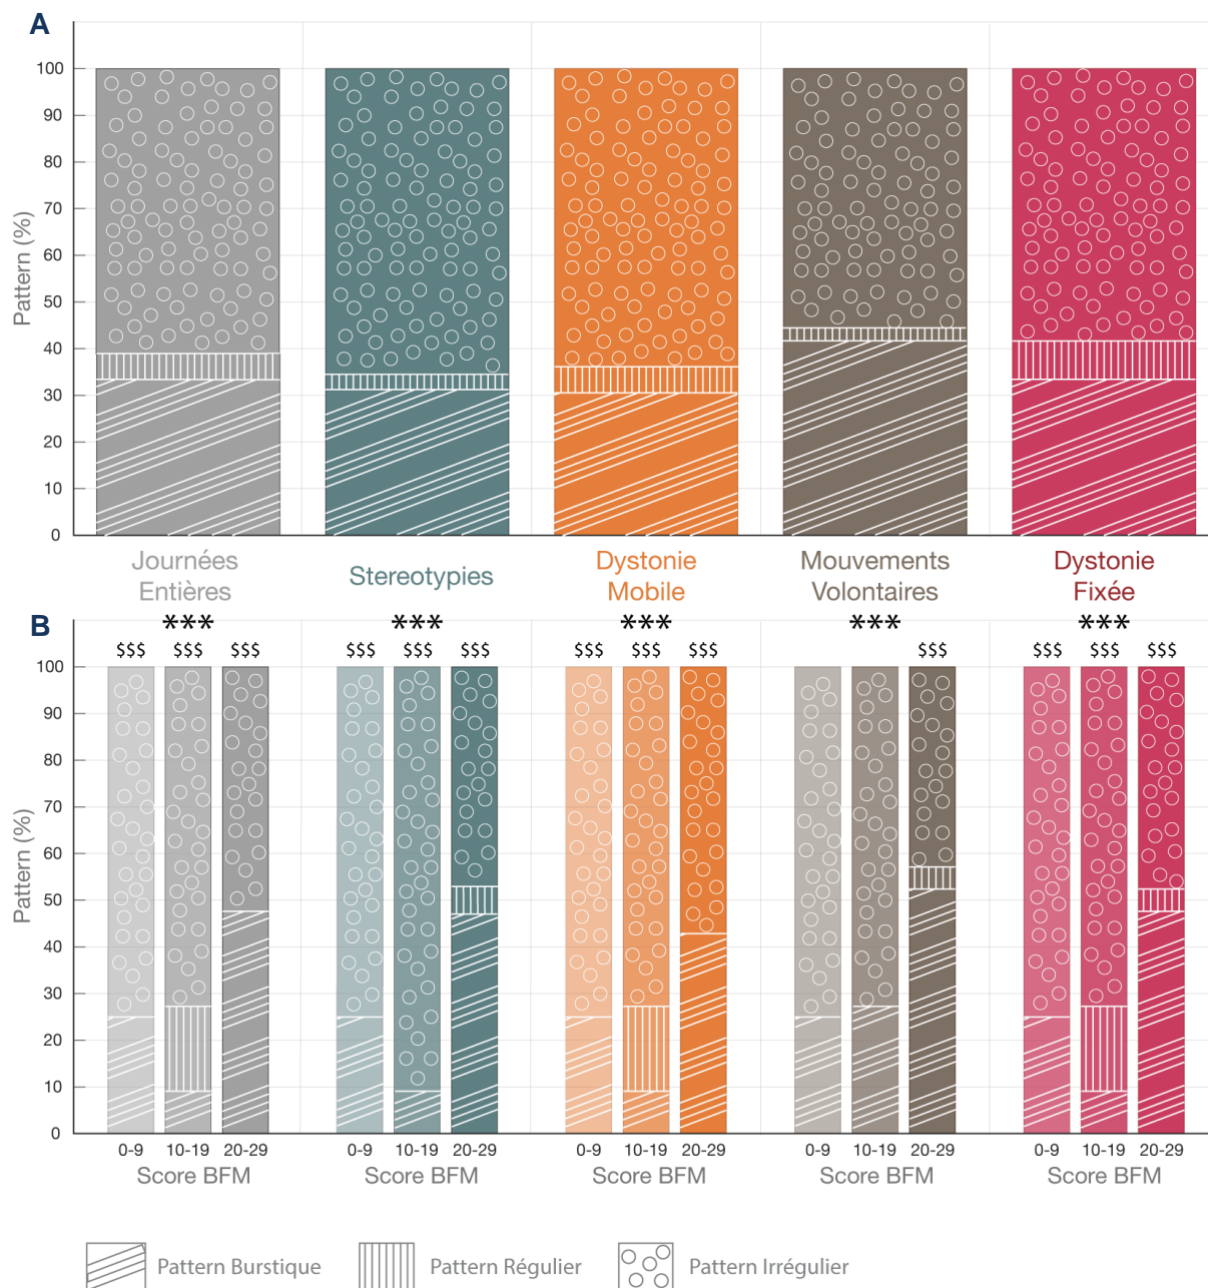 A
100
90
80
70
60
50
40
30
20
10
0
Pattern (%)
Journées
Entières
Stereotypies
Dystonie
Mobile
Mouvements
Volontaires
Dystonie
Fixée
B
*** *** *** *** ***
$$$ $$$ $$$ $$$ $$$ $$$ $$$ $$$ $$$ $$$ $$$ $$$ $$$
100
90
80
70
60
50
40
30
20
10
0
Pattern (%)
0-9 10-19 20-29 0-9 10-19 20-29 0-9 10-19 20-29 0-9 10-19 20-29 0-9 10-19 20-29
Score BFM Score BFM Score BFM Score BFM Score BFM
Pattern Burstique Pattern Régulier Pattern Irrégulier